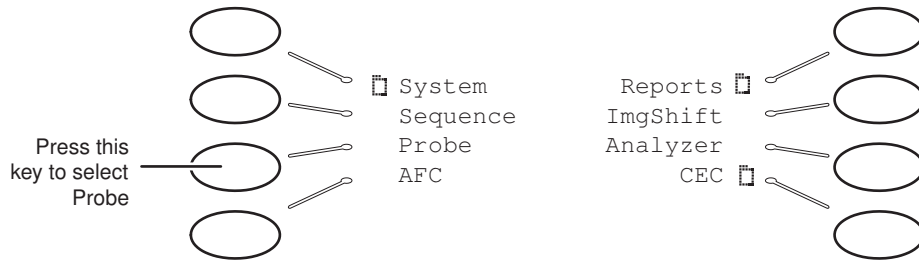 System
Sequence
Probe
AFC
Reports
ImgShift
Analyzer
CEC
Press this
key to select
Probe